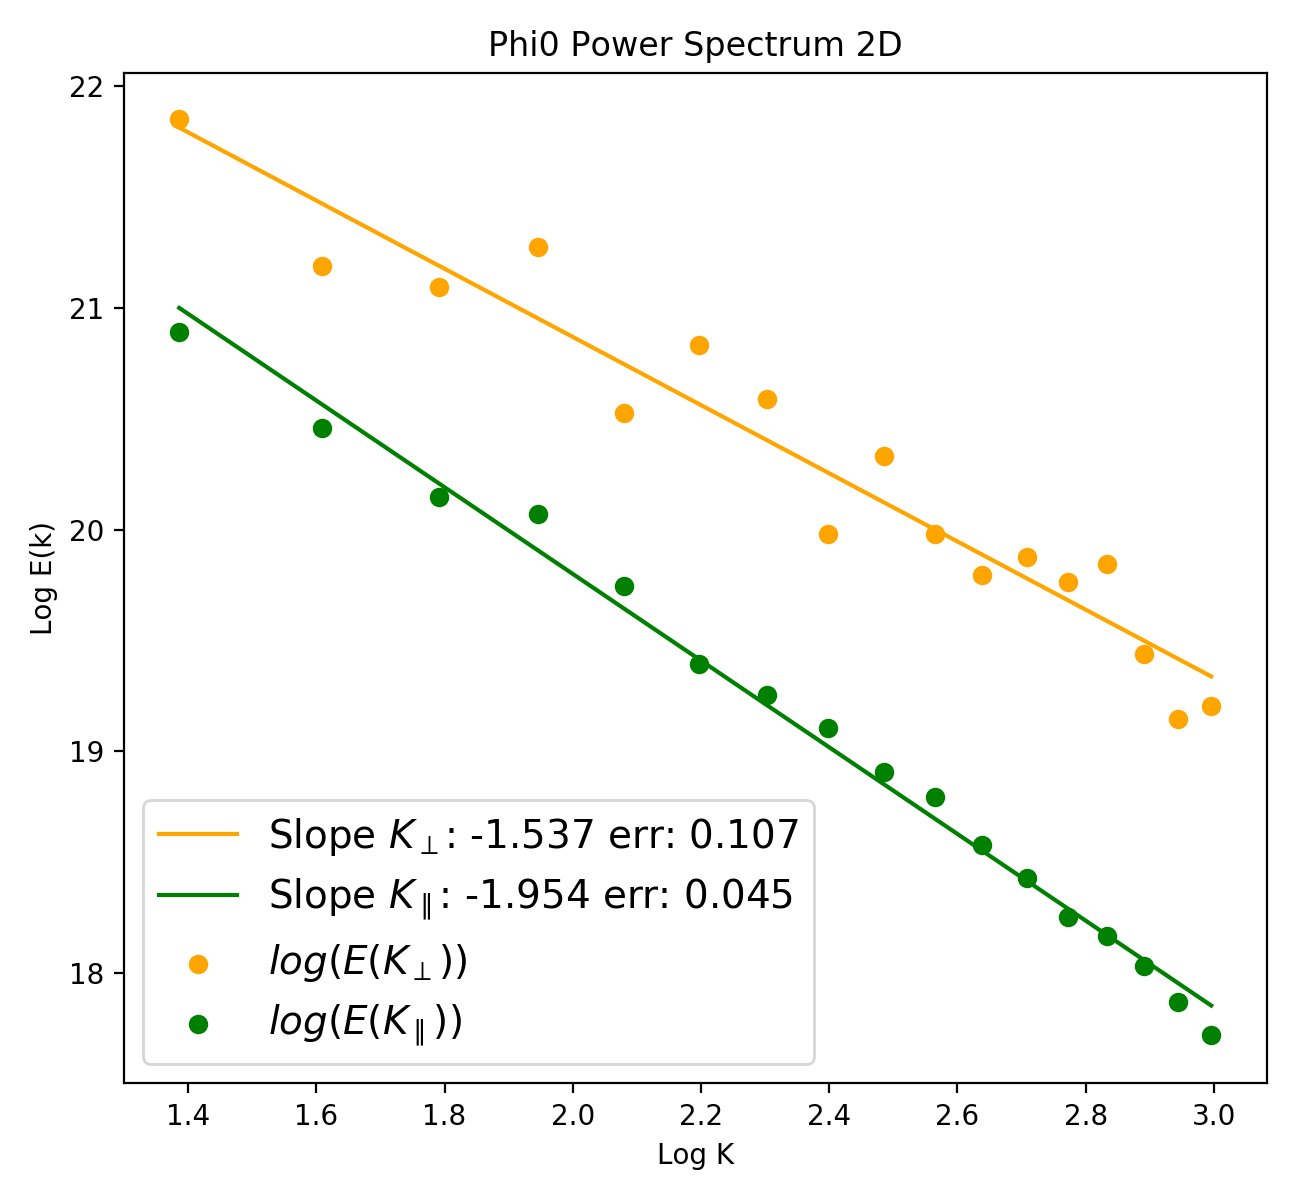 Phi0 Power Spectrum 2D
22
21
20
19
18
Log E(k)
Slope K⊥: -1.537 err: 0.107
Slope K∥: -1.954 err: 0.045
log(E(K⊥))
log(E(K∥))
1.4 1.6 1.8 2.0 2.2 2.4 2.6 2.8 3.0
Log K